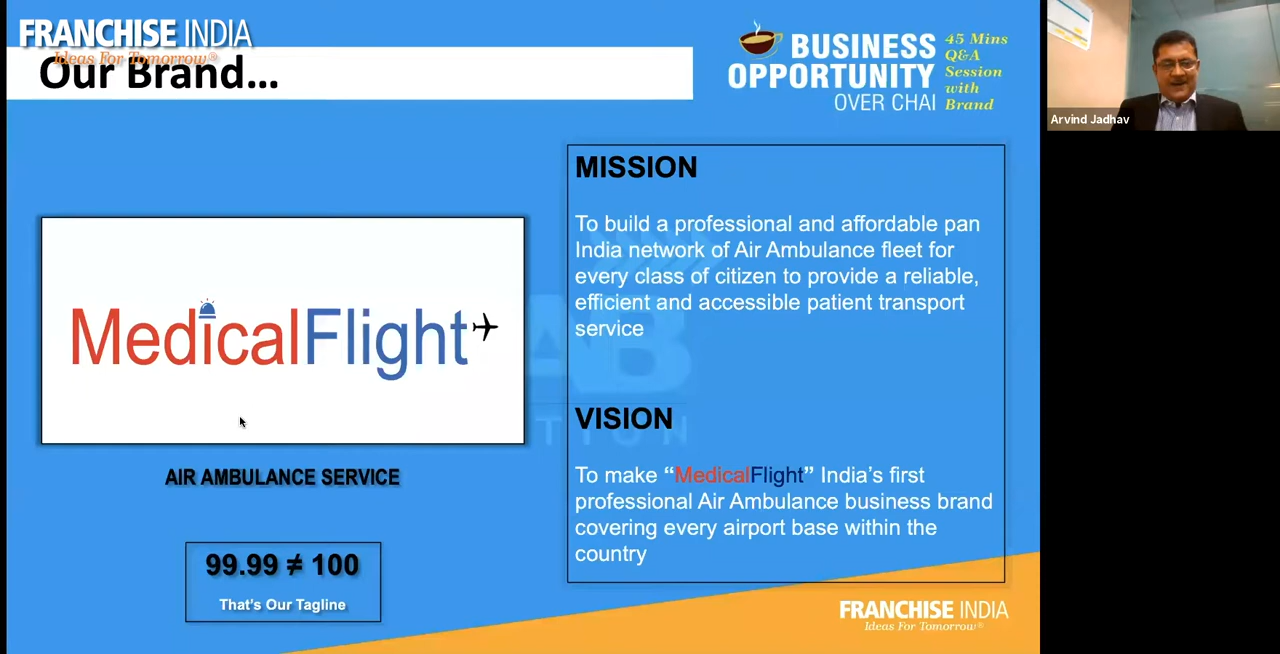 FRANCHISE INDIA
Ideas For Tomorrow®
Our Brand...
BUSINESS
OPPORTUNITY
OVER CHAI
45 Mins
Q&A
Session
with
Brand
Arvind Jadhav
MISSION
To build a professional and affordable pan
India network of Air Ambulance fleet for
every class of citizen to provide a reliable,
efficient and accessible patient transport
service
MedicalFlight
AIR AMBULANCE SERVICE
99.99 ≠ 100
That's Our Tagline
VISION
To make “MedicalFlight” India’s first
professional Air Ambulance business brand
covering every airport base within the
country
FRANCHISE INDIA
Ideas For Tomorrow®